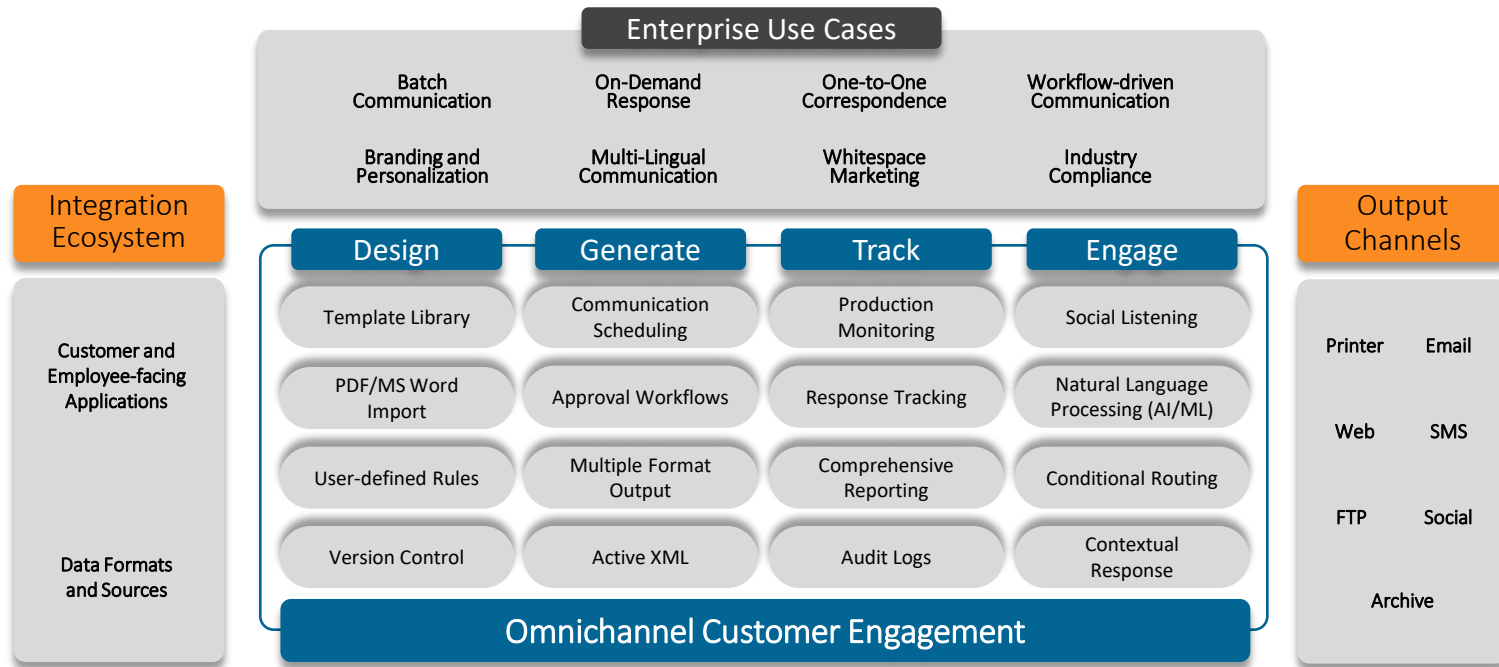 Enterprise Use Cases
Batch
Communication
On-Demand
Response
One-to-One
Correspondence
Workflow-driven
Communication
Branding and
Personalization
Multi-Lingual
Communication
Whitespace
Marketing
Industry
Compliance
Integration
Ecosystem
Customer and
Employee-facing
Applications
Data Formats
and Sources
Design
Template Library
PDF/MS Word
Import
User-defined Rules
Version Control
Generate
Communication
Scheduling
Approval Workflows
Multiple Format
Output
Active XML
Track
Production
Monitoring
Response Tracking
Comprehensive
Reporting
Audit Logs
Engage
Social Listening
Natural Language
Processing (AI/ML)
Conditional Routing
Contextual
Response
Omnichannel Customer Engagement
Output
Channels
Printer
Email
Web
SMS
FTP
Social
Archive